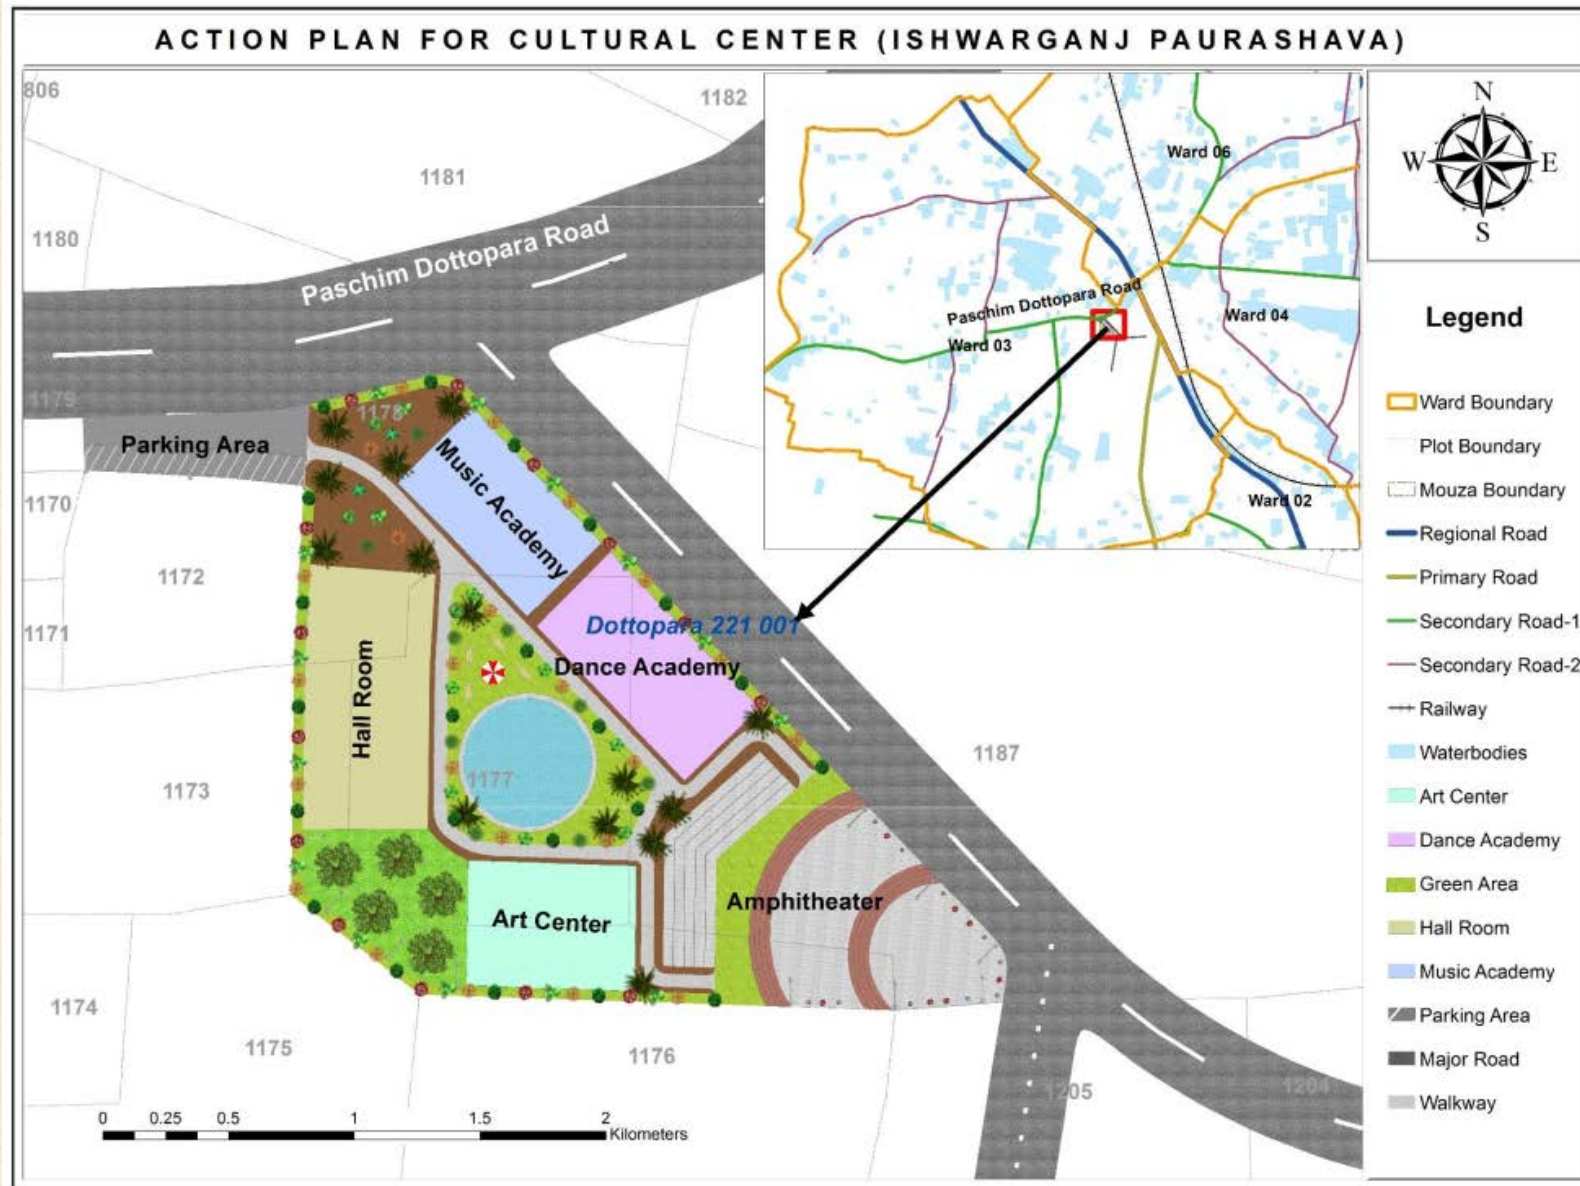 ACTION PLAN FOR CULTURAL CENTER (ISHWARGANJ PAURASHAVA)
806
1182
1181
1180
Paschim Dottopara Road
1179
1178
Parking Area
Music Academy
1170
1172
1171
Dottopara 221 001
Dance Academy
Hall Room
1177
1173
1187
Amphitheater
Art Center
1174
1175
1176
1205
1204
0 0.25 0.5 1 1.5 2
Kilometers
Ward 06
Paschim Dottopara Road
Ward 04
Ward 03
Ward 02
N
W E
S
Legend
Ward Boundary
Plot Boundary
Mouza Boundary
Regional Road
Primary Road
Secondary Road-1
Secondary Road-2
Railway
Waterbodies
Art Center
Dance Academy
Green Area
Hall Room
Music Academy
Parking Area
Major Road
Walkway